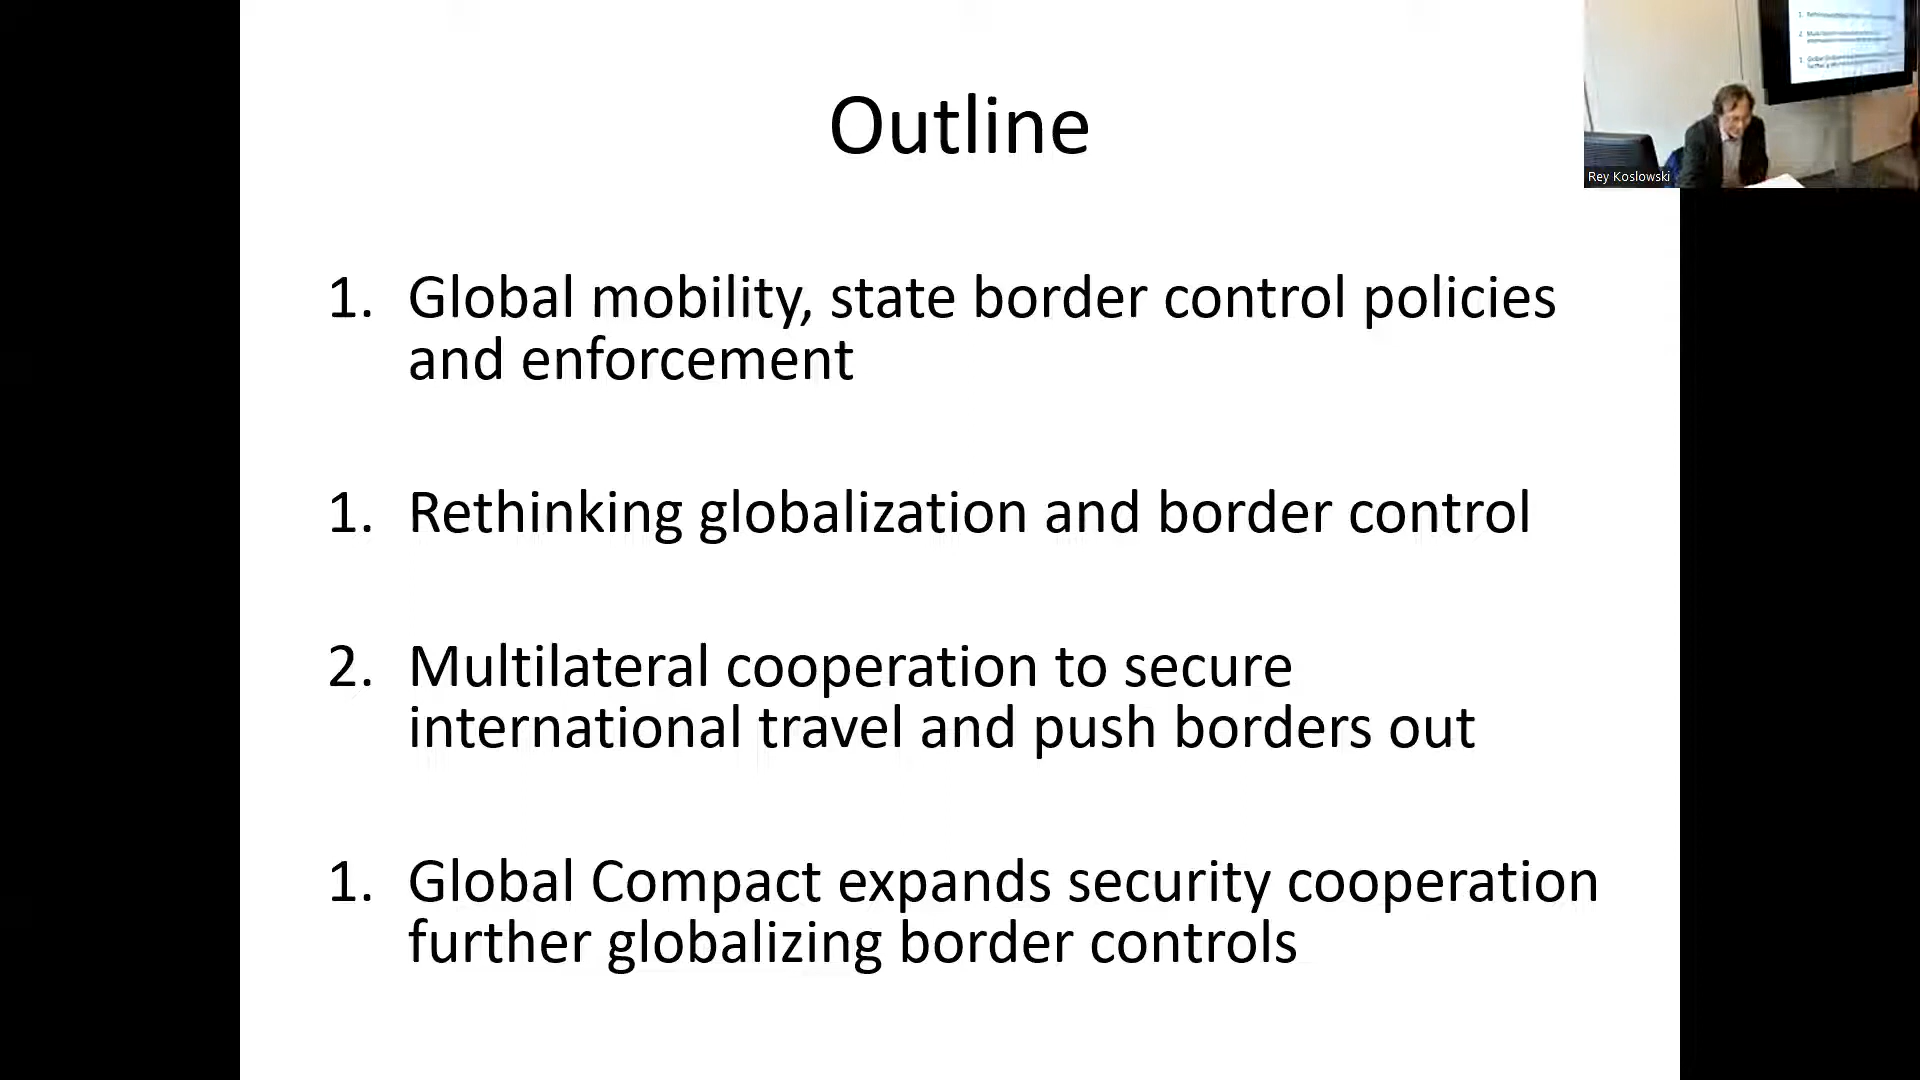 Outline
1. Global mobility, state border control policies
and enforcement
1. Rethinking globalization and border control
2. Multilateral cooperation to secure
international travel and push borders out
1. Global Compact expands security cooperation
further globalizing border controls
Rey Koslowski